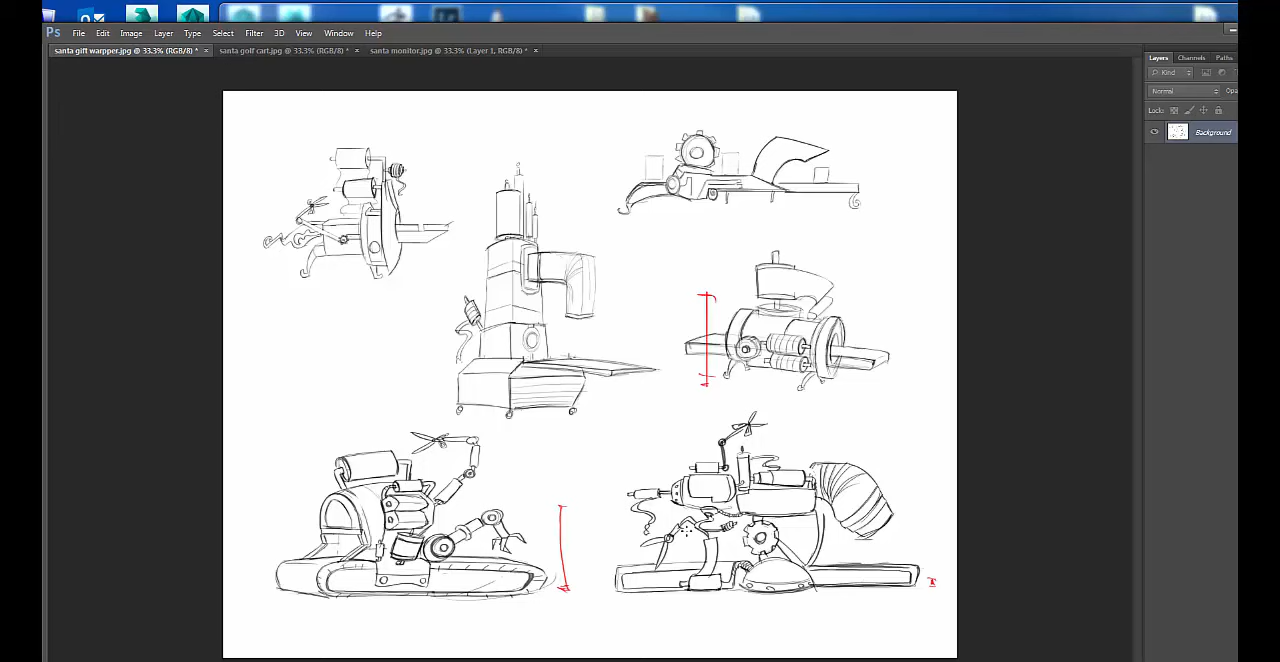 Ps File Edit Image Layer Type Select Filter 3D View Window Help
santa gift warpper.jpg @ 33.3% (RGB/8) * × santa golf cart.jpg @ 33.3% (RGB/8) * × santa monitor.jpg @ 33.3% (Layer 1, RGB/8) * ×
Layers Channels Paths
Kind
Normal Opa
Lock:
Background